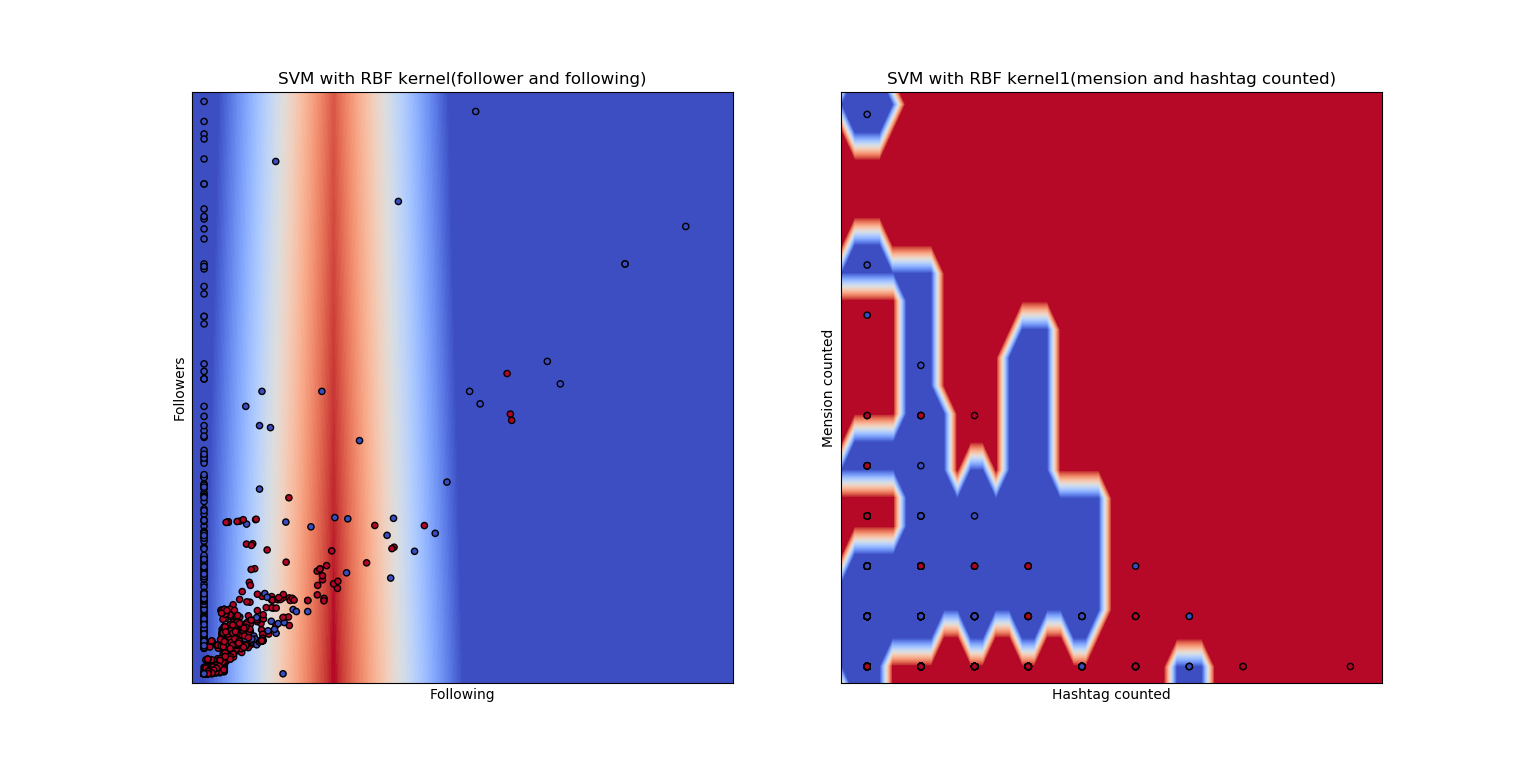 SVM with RBF kernel(follower and following)
Followers
Following
SVM with RBF kernel1(mension and hashtag counted)
Mension counted
Hashtag counted